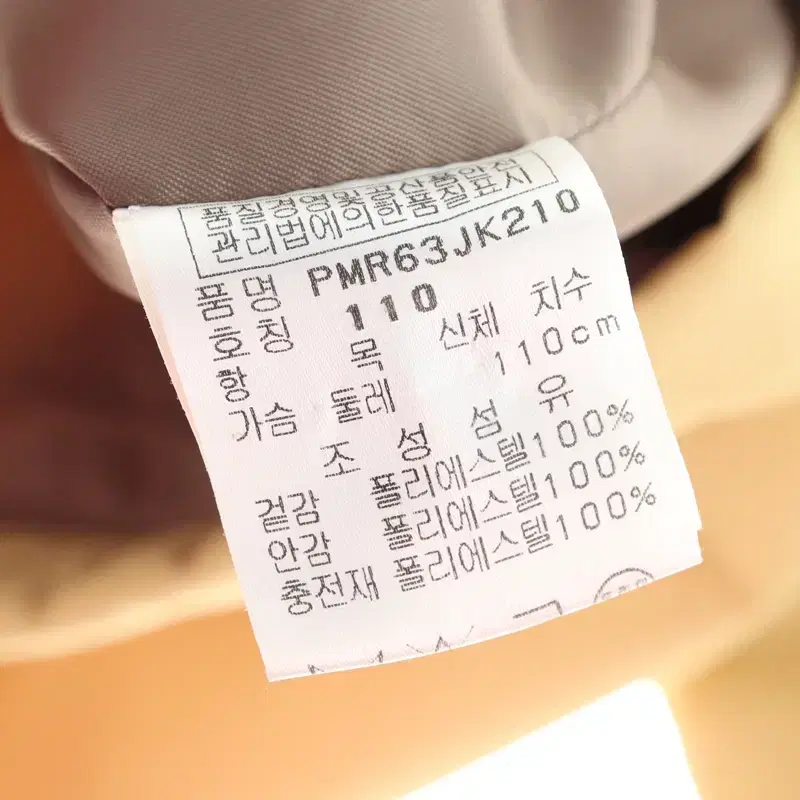 품질경영및공산품안전
관리법에의한품질표시
품 명 PMR63JK210
호 칭 110
항 목 신체 치수
가슴 둘레 110cm
조 성 섬 유
겉감 폴리에스텔100%
안감 폴리에스텔100%
충전재 폴리에스텔100%